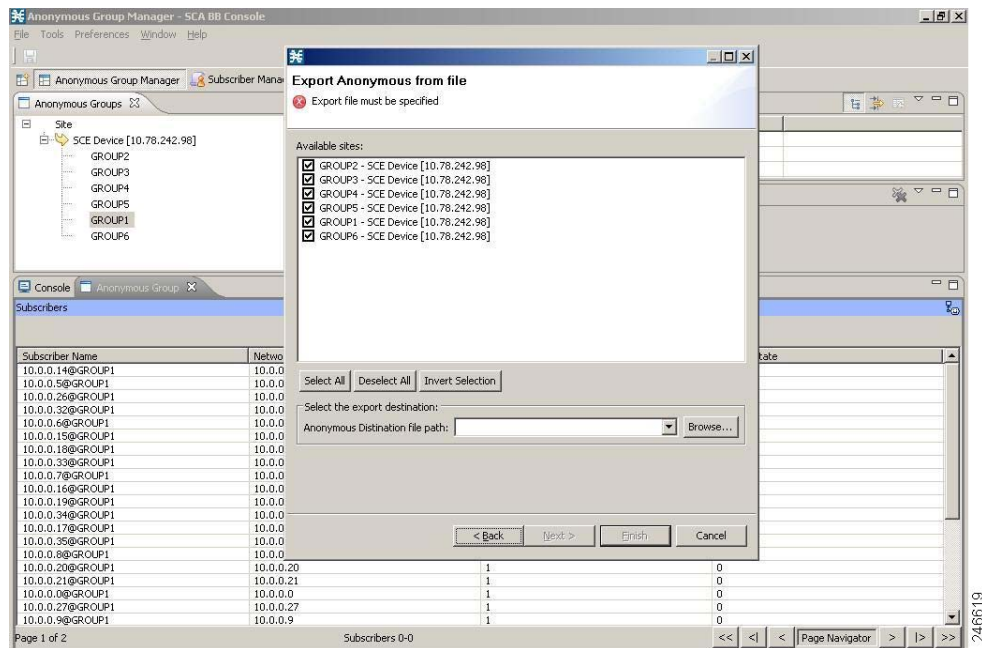 Anonymous Group Manager - SCA BB Console
File Tools Preferences Window Help
Anonymous Group Manager Subscriber Mana
Anonymous Groups
Site
SCE Device [10.78.242.98]
GROUP2
GROUP3
GROUP4
GROUP5
GROUP1
GROUP6
Export Anonymous from file
Export file must be specified
Available sites:
GROUP2 - SCE Device [10.78.242.98]
GROUP3 - SCE Device [10.78.242.98]
GROUP4 - SCE Device [10.78.242.98]
GROUP5 - SCE Device [10.78.242.98]
GROUP1 - SCE Device [10.78.242.98]
GROUP6 - SCE Device [10.78.242.98]
Select All Deselect All Invert Selection
Select the export destination:
Anonymous Distination file path: Browse...
< Back Next > Finish Cancel
Console Anonymous Group
Subscribers
Subscriber Name Netwo tate
10.0.0.14@GROUP1 10.0.0
10.0.0.5@GROUP1 10.0.0
10.0.0.26@GROUP1 10.0.0
10.0.0.32@GROUP1 10.0.0
10.0.0.6@GROUP1 10.0.0
10.0.0.15@GROUP1 10.0.0
10.0.0.18@GROUP1 10.0.0
10.0.0.33@GROUP1 10.0.0
10.0.0.7@GROUP1 10.0.0
10.0.0.16@GROUP1 10.0.0
10.0.0.19@GROUP1 10.0.0
10.0.0.34@GROUP1 10.0.0
10.0.0.17@GROUP1 10.0.0
10.0.0.35@GROUP1 10.0.0
10.0.0.8@GROUP1 10.0.0
10.0.0.20@GROUP1 10.0.0.20 1 0
10.0.0.21@GROUP1 10.0.0.21 1 0
10.0.0.0@GROUP1 10.0.0.0 1 0
10.0.0.27@GROUP1 10.0.0.27 1 0
10.0.0.9@GROUP1 10.0.0.9 1 0
Page 1 of 2 Subscribers 0-0 << <| < Page Navigator > |> >>
246619